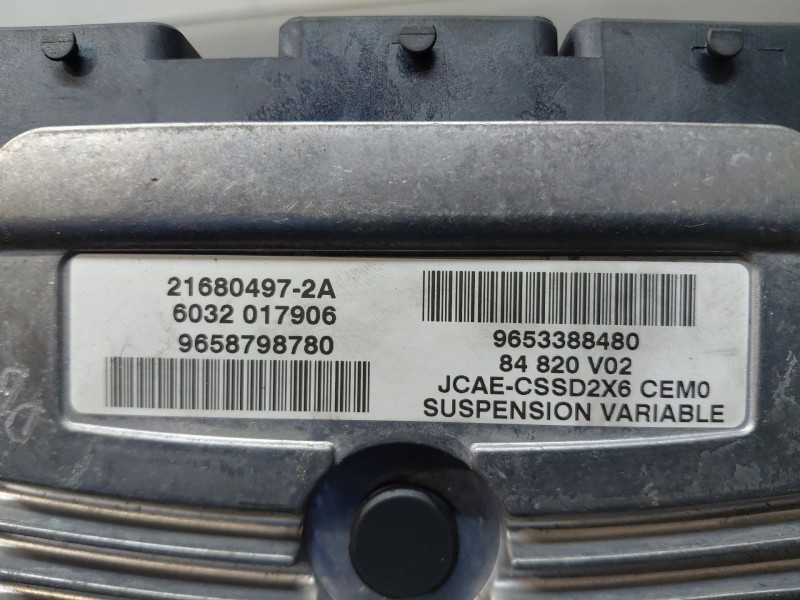 21680497-2A
6032 017906
9658798780
9653388480
84 820 V02
JCAE-CSSD2X6 CEM0
SUSPENSION VARIABLE